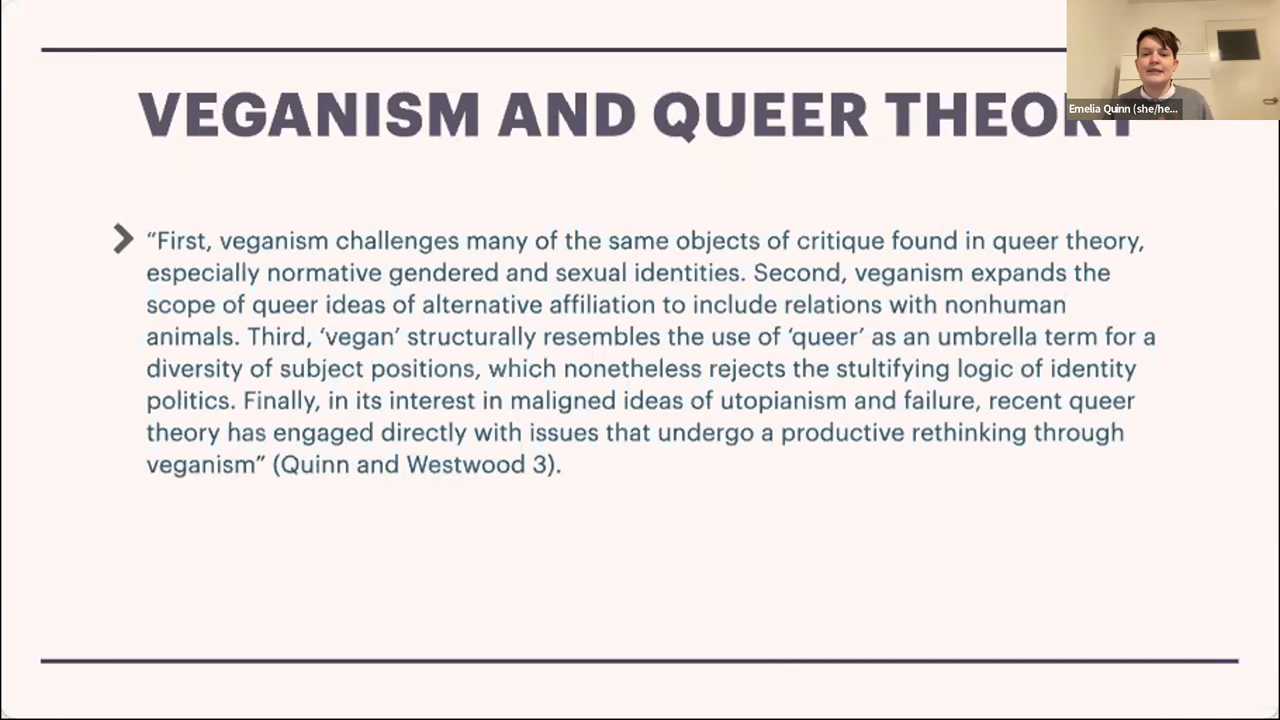 VEGANISM AND QUEER THEORY
Emelia Quinn (she/he...
“First, veganism challenges many of the same objects of critique found in queer theory,
especially normative gendered and sexual identities. Second, veganism expands the
scope of queer ideas of alternative affiliation to include relations with nonhuman
animals. Third, ‘vegan’ structurally resembles the use of ‘queer’ as an umbrella term for a
diversity of subject positions, which nonetheless rejects the stultifying logic of identity
politics. Finally, in its interest in maligned ideas of utopianism and failure, recent queer
theory has engaged directly with issues that undergo a productive rethinking through
veganism” (Quinn and Westwood 3).